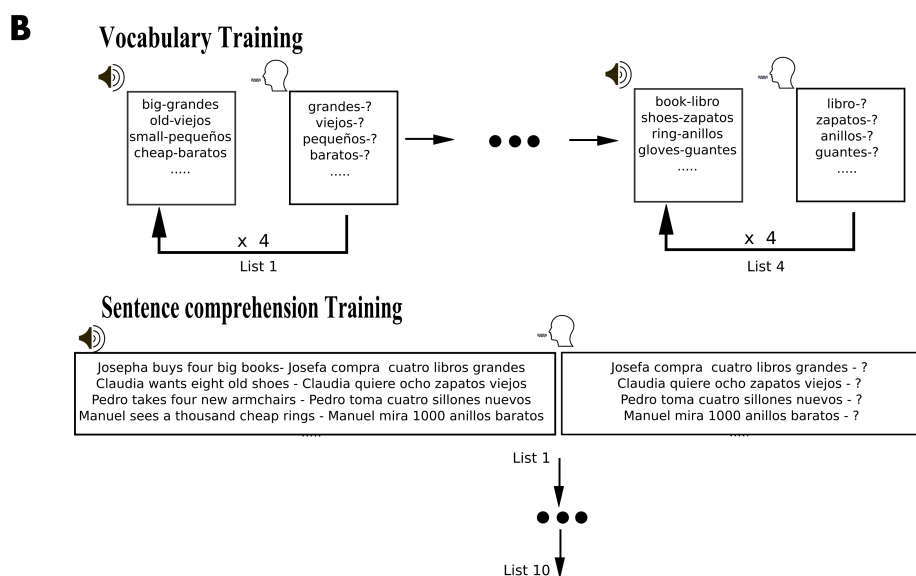 B
Vocabulary Training
big-grandes
old-viejos
small-pequeños
cheap-baratos
.....
grandes-?
viejos-?
pequeños-?
baratos-?
.....
book-libro
shoes-zapatos
ring-anillos
gloves-guantes
.....
libro-?
zapatos-?
anillos-?
guantes-?
.....
x 4
List 1
x 4
List 4
Sentence comprehension Training
Josepha buys four big books- Josefa compra cuatro libros grandes
Claudia wants eight old shoes - Claudia quiere ocho zapatos viejos
Pedro takes four new armchairs - Pedro toma cuatro sillones nuevos
Manuel sees a thousand cheap rings - Manuel mira 1000 anillos baratos
.....
Josefa compra cuatro libros grandes - ?
Claudia quiere ocho zapatos viejos - ?
Pedro toma cuatro sillones nuevos - ?
Manuel mira 1000 anillos baratos - ?
.....
List 1
List 10